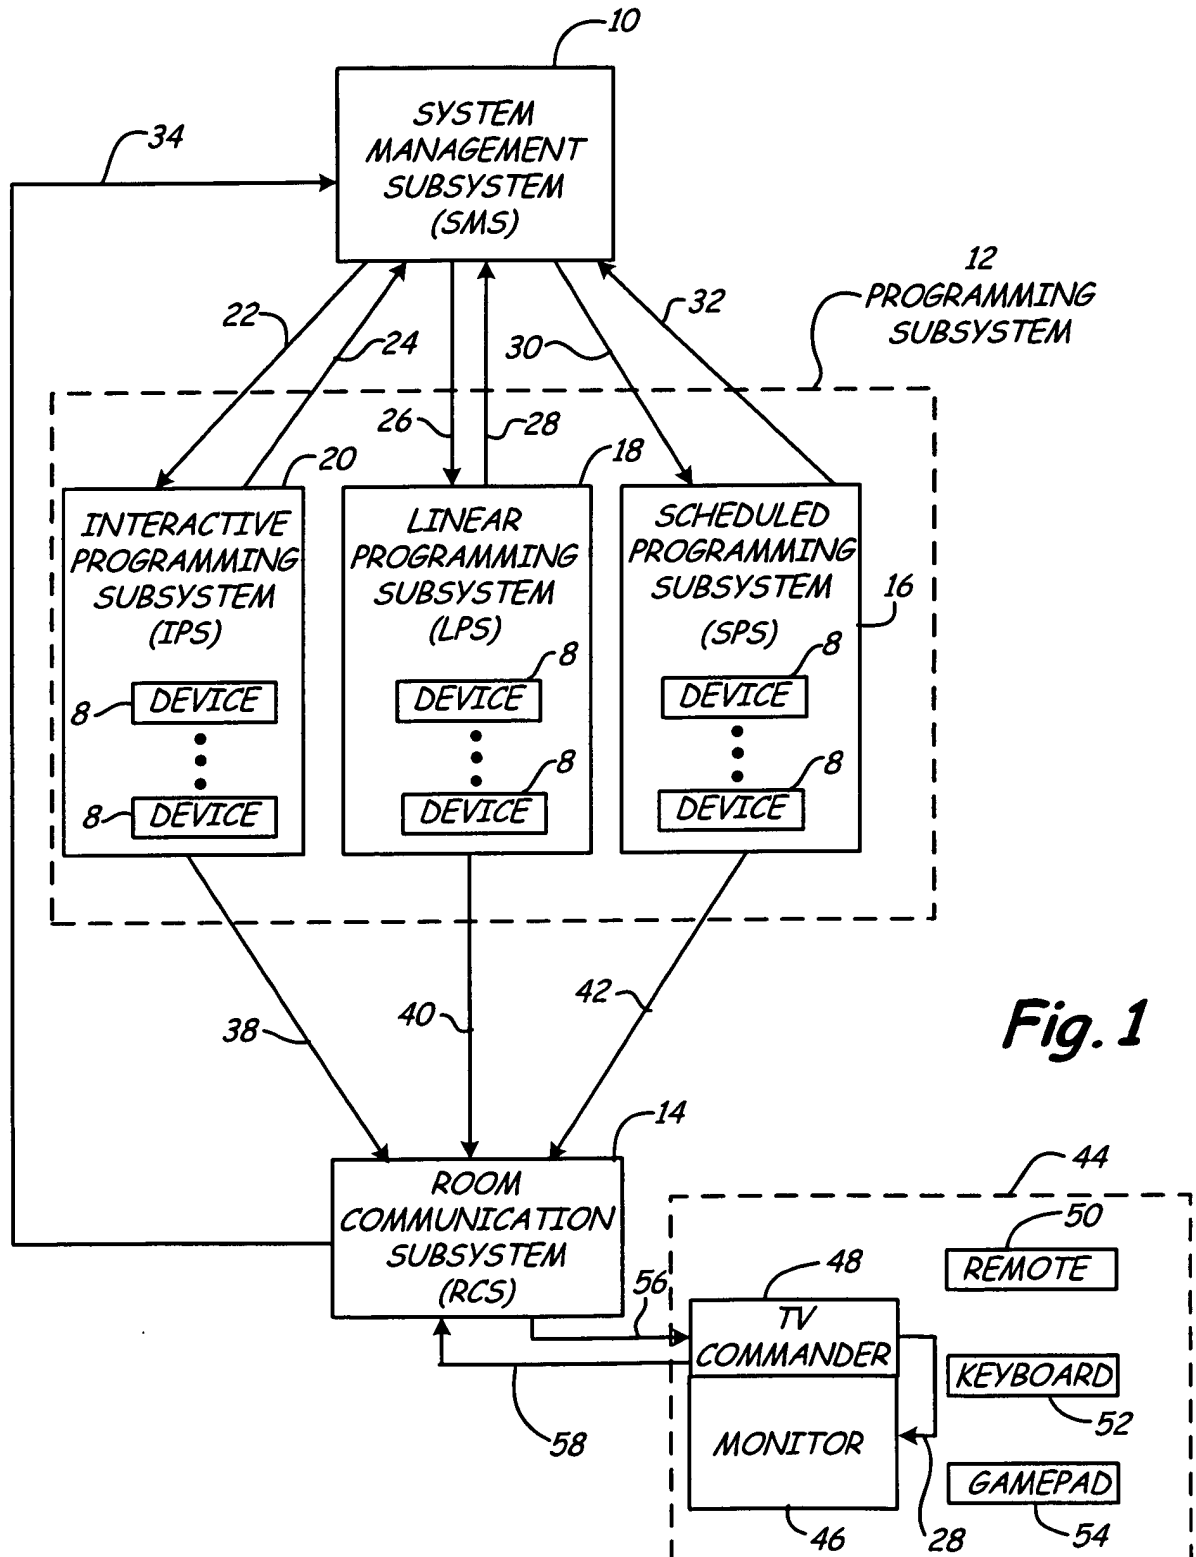 10
SYSTEM
MANAGEMENT
SUBSYSTEM
(SMS)
34
12
PROGRAMMING
SUBSYSTEM
22
24
30
32
26
28
20
18
INTERACTIVE
PROGRAMMING
SUBSYSTEM
(IPS)
8 DEVICE
8 DEVICE
LINEAR
PROGRAMMING
SUBSYSTEM
(LPS)
8
DEVICE
8
DEVICE
SCHEDULED
PROGRAMMING
SUBSYSTEM
(SPS)
16
8
DEVICE
8
DEVICE
38
40
42
Fig. 1
14
ROOM
COMMUNICATION
SUBSYSTEM
(RCS)
44
50
REMOTE
48
56
TV
COMMANDER
58
KEYBOARD
52
MONITOR
GAMEPAD
46
28
54